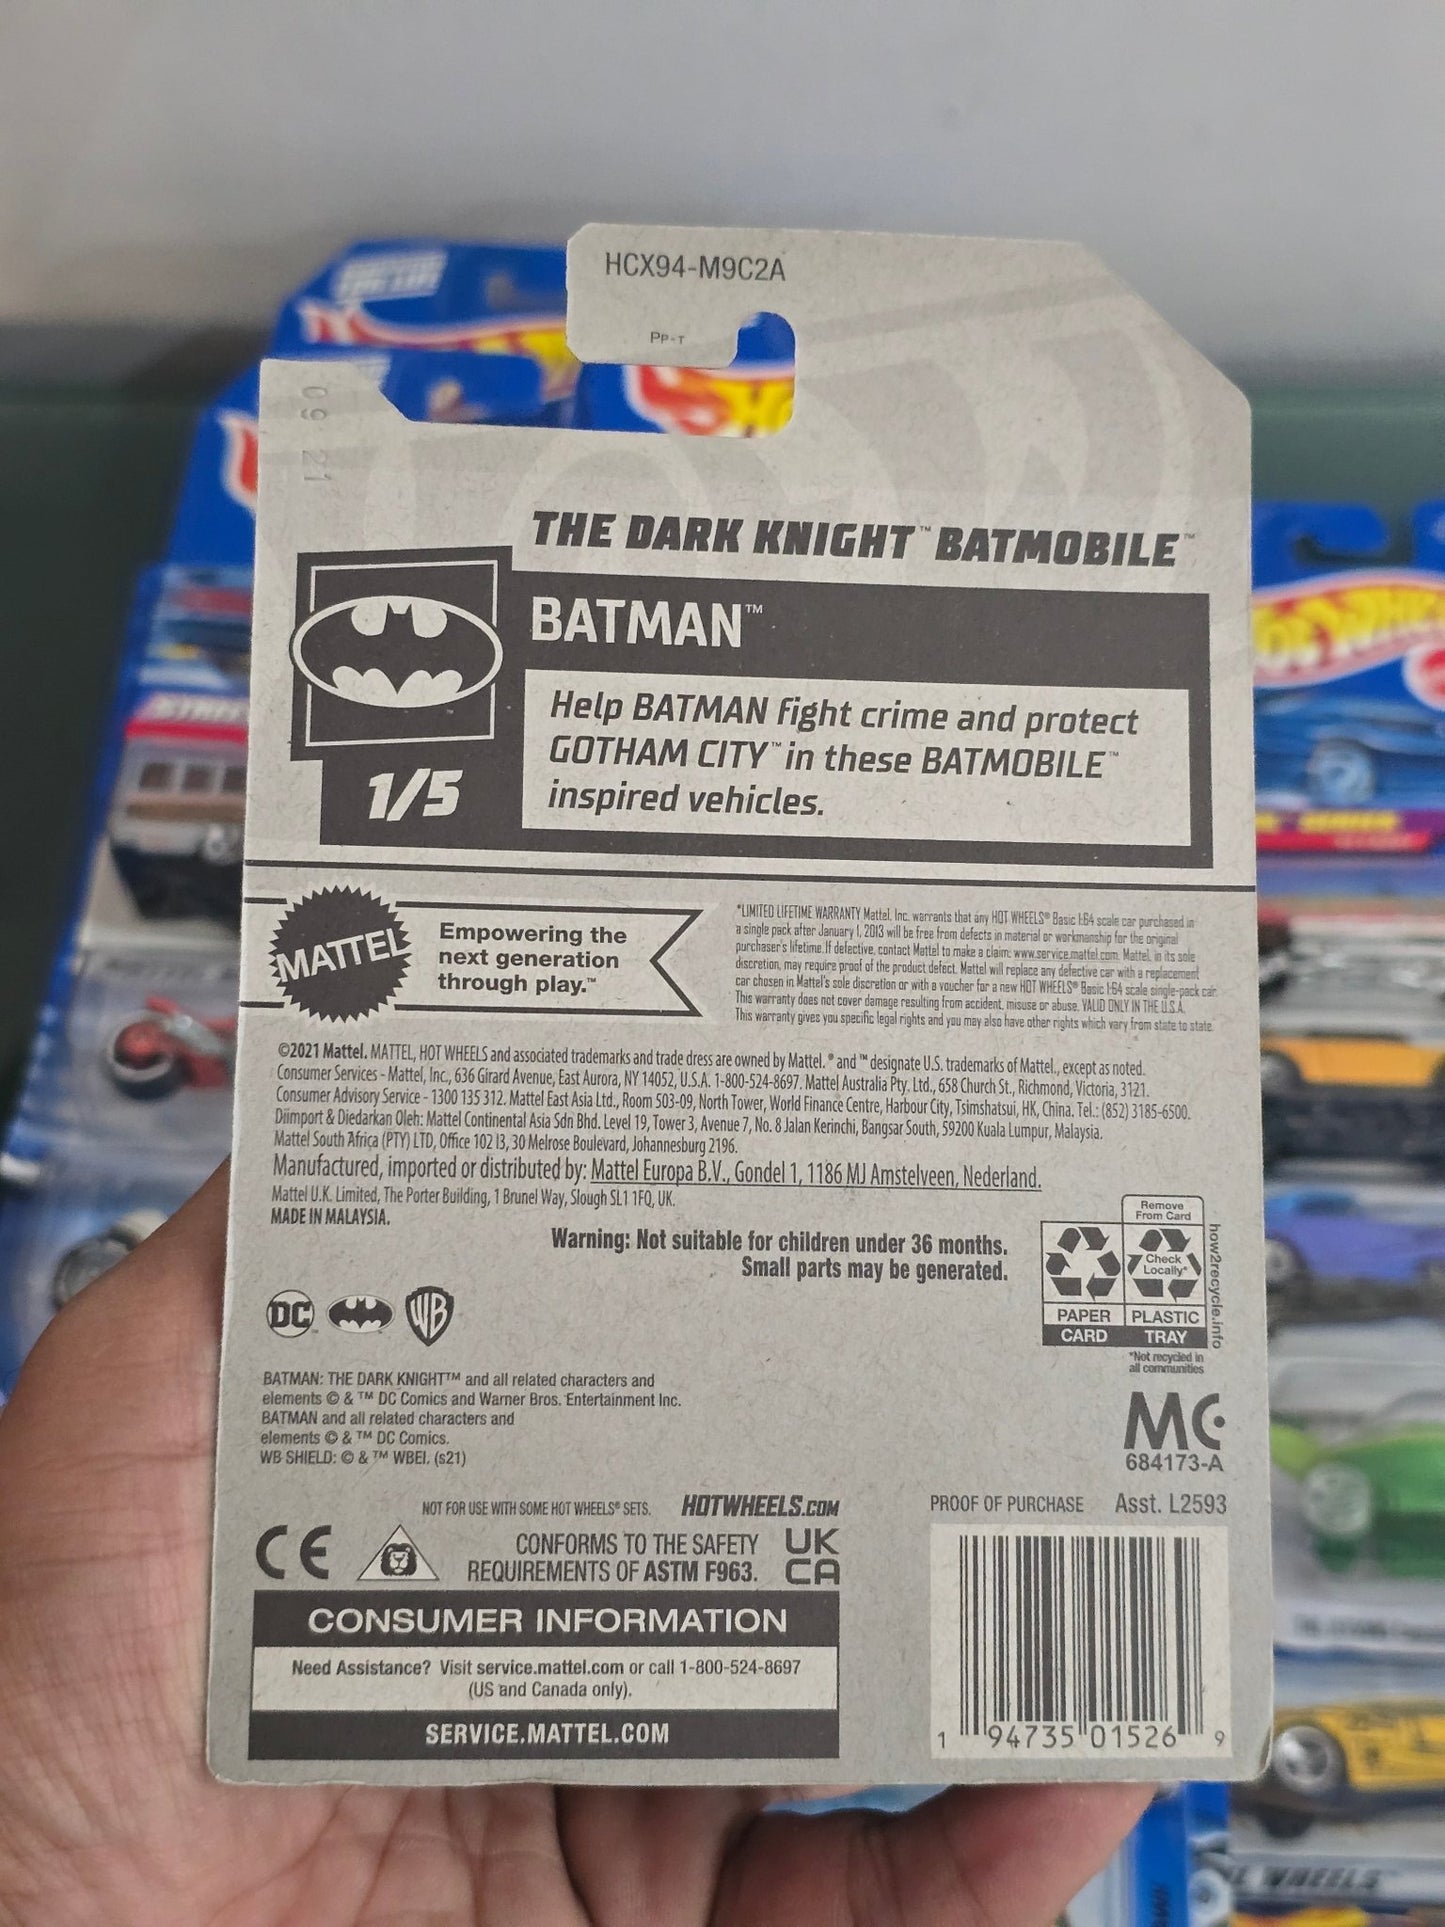 HCX94-M9C2A
PP-T
09 21
THE DARK KNIGHT™ BATMOBILE™
BATMAN™
Help BATMAN fight crime and protect
GOTHAM CITY™ in these BATMOBILE™
inspired vehicles.
1/5
MATTEL
Empowering the
next generation
through play.™
*LIMITED LIFETIME WARRANTY Mattel, Inc. warrants that any HOT WHEELS® Basic 1:64 scale car purchased in
a single pack after January 1, 2013 will be free from defects in material or workmanship for the original
purchaser's lifetime. If defective, contact Mattel to make a claim: www.service.mattel.com. Mattel, in its sole
discretion, may require proof of the product defect. Mattel will replace any defective car with a replacement
car chosen in Mattel's sole discretion or with a voucher for a new HOT WHEELS® Basic 1:64 scale single-pack car.
This warranty does not cover damage resulting from accident, misuse or abuse. VALID ONLY IN THE U.S.A.
This warranty gives you specific legal rights and you may also have other rights which vary from state to state.
©2021 Mattel. MATTEL, HOT WHEELS and associated trademarks and trade dress are owned by Mattel. ® and ™ designate U.S. trademarks of Mattel, except as noted.
Consumer Services - Mattel, Inc., 636 Girard Avenue, East Aurora, NY 14052, U.S.A. 1-800-524-8697. Mattel Australia Pty. Ltd., 658 Church St., Richmond, Victoria, 3121.
Consumer Advisory Service - 1300 135 312. Mattel East Asia Ltd., Room 503-09, North Tower, World Finance Centre, Harbour City, Tsimshatsui, HK, China. Tel.: (852) 3185-6500.
Diimport & Diedarkan Oleh: Mattel Continental Asia Sdn Bhd. Level 19, Tower 3, Avenue 7, No. 8 Jalan Kerinchi, Bangsar South, 59200 Kuala Lumpur, Malaysia.
Mattel South Africa (PTY) LTD, Office 102 I3, 30 Melrose Boulevard, Johannesburg 2196.
Manufactured, imported or distributed by: Mattel Europa B.V., Gondel 1, 1186 MJ Amstelveen, Nederland.
Mattel U.K. Limited, The Porter Building, 1 Brunel Way, Slough SL1 1FQ, UK.
MADE IN MALAYSIA.
Warning: Not suitable for children under 36 months.
Small parts may be generated.
Remove
From Card
Check
Locally*
PAPER
PLASTIC
CARD
TRAY
how2recycle.info
*Not recycled in
all communities
DC
WB
BATMAN: THE DARK KNIGHT™ and all related characters and
elements © & ™ DC Comics and Warner Bros. Entertainment Inc.
BATMAN and all related characters and
elements © & ™ DC Comics.
WB SHIELD: © & ™ WBEI. (s21)
MC
684173-A
NOT FOR USE WITH SOME HOT WHEELS® SETS.
HOTWHEELS.COM
PROOF OF PURCHASE
Asst. L2593
CE
CONFORMS TO THE SAFETY
REQUIREMENTS OF ASTM F963.
UK
CA
CONSUMER INFORMATION
Need Assistance? Visit service.mattel.com or call 1-800-524-8697
(US and Canada only).
SERVICE.MATTEL.COM
1 94735 01526 9